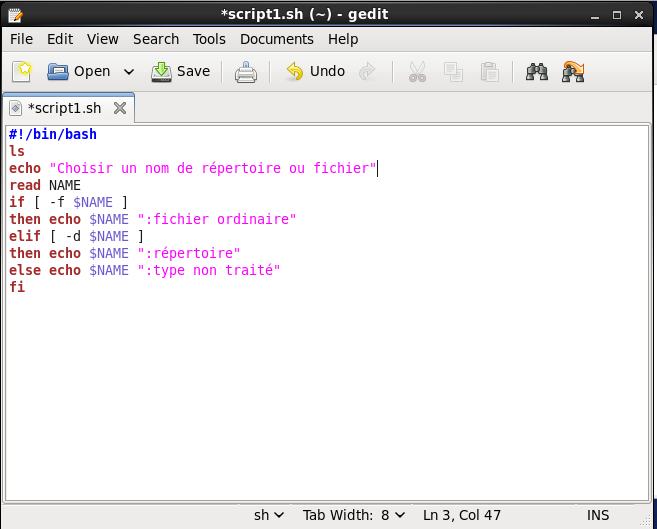 *script1.sh (~) - gedit
File Edit View Search Tools Documents Help
Open Save Undo
*script1.sh
#!/bin/bash
ls
echo "Choisir un nom de répertoire ou fichier"
read NAME
if [ -f $NAME ]
then echo $NAME ":fichier ordinaire"
elif [ -d $NAME ]
then echo $NAME ":répertoire"
else echo $NAME ":type non traité"
fi
sh Tab Width: 8 Ln 3, Col 47 INS